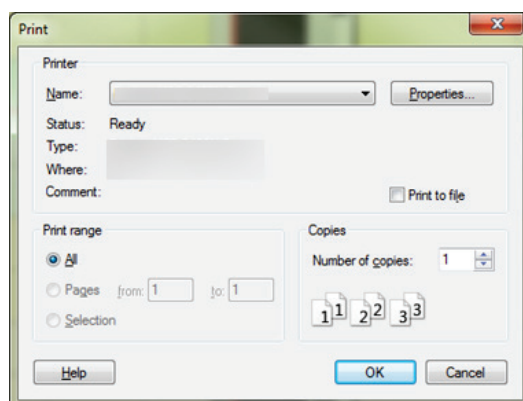 Print
Printer
Name:
Properties...
Status: Ready
Type:
Where:
Comment:
Print to file
Print range
All
Pages from: 1 to: 1
Selection
Copies
Number of copies: 1
1 1 2 2 3 3
Help
OK
Cancel